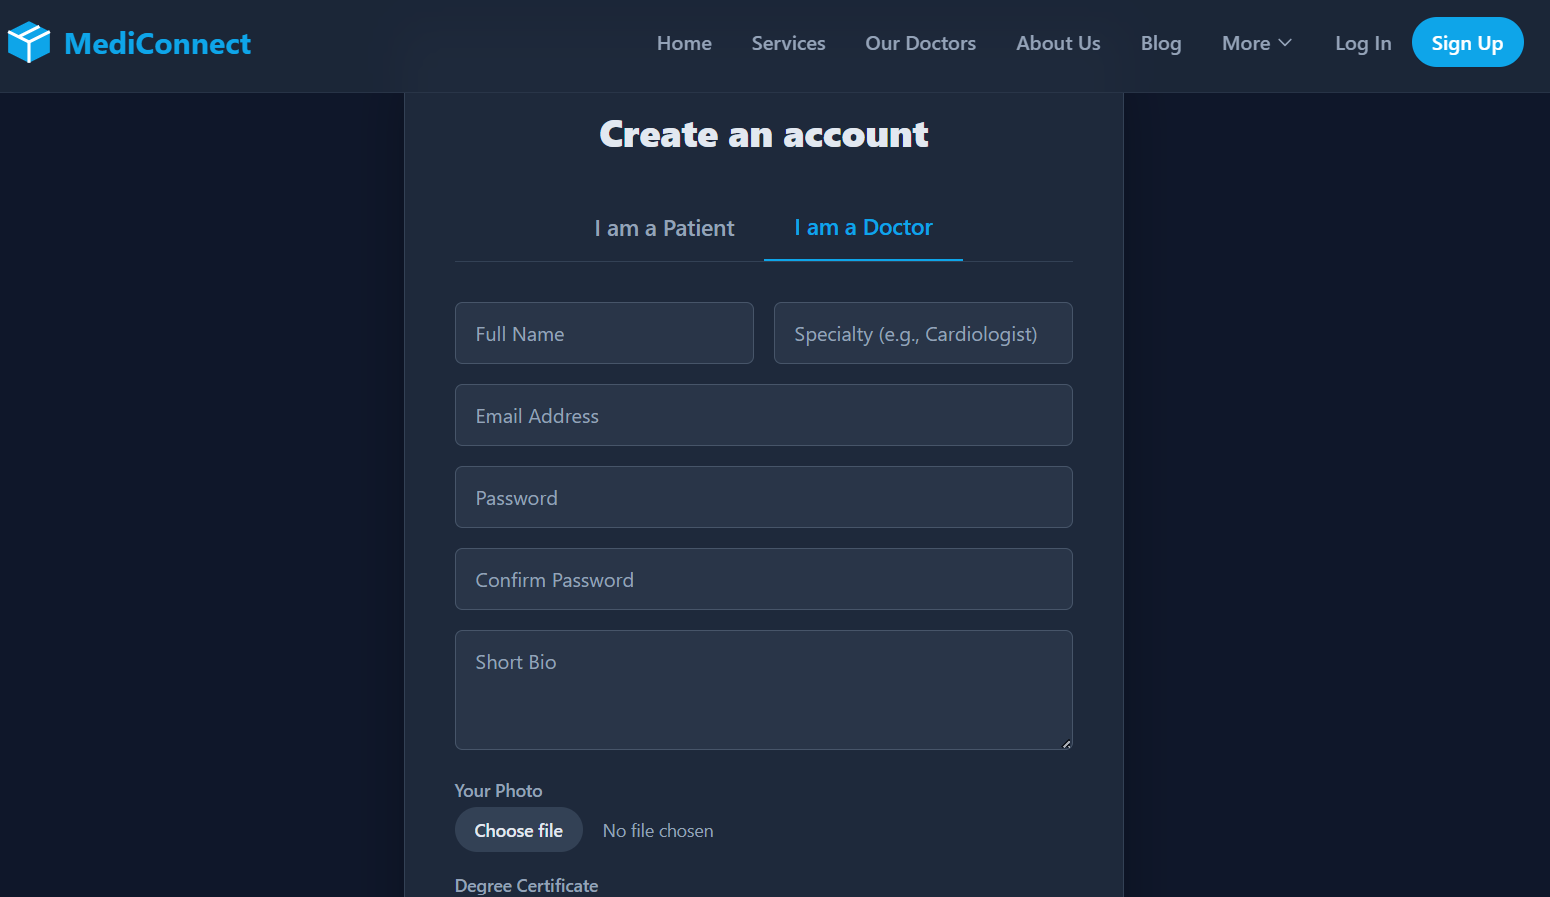 MediConnect
Home Services Our Doctors About Us Blog More Log In Sign Up
Create an account
I am a Patient I am a Doctor
Full Name Specialty (e.g., Cardiologist)
Email Address
Password
Confirm Password
Short Bio
Your Photo
Choose file No file chosen
Degree Certificate